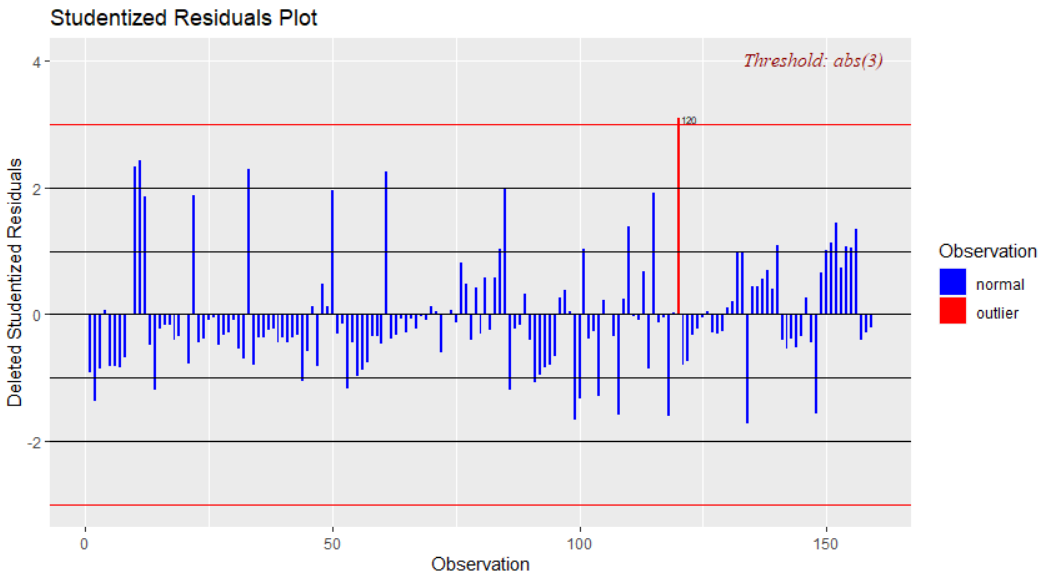 Studentized Residuals Plot
Threshold: abs(3)
4
2
0
-2
120
Deleted Studentized Residuals
0
50
100
150
Observation
Observation
normal
outlier